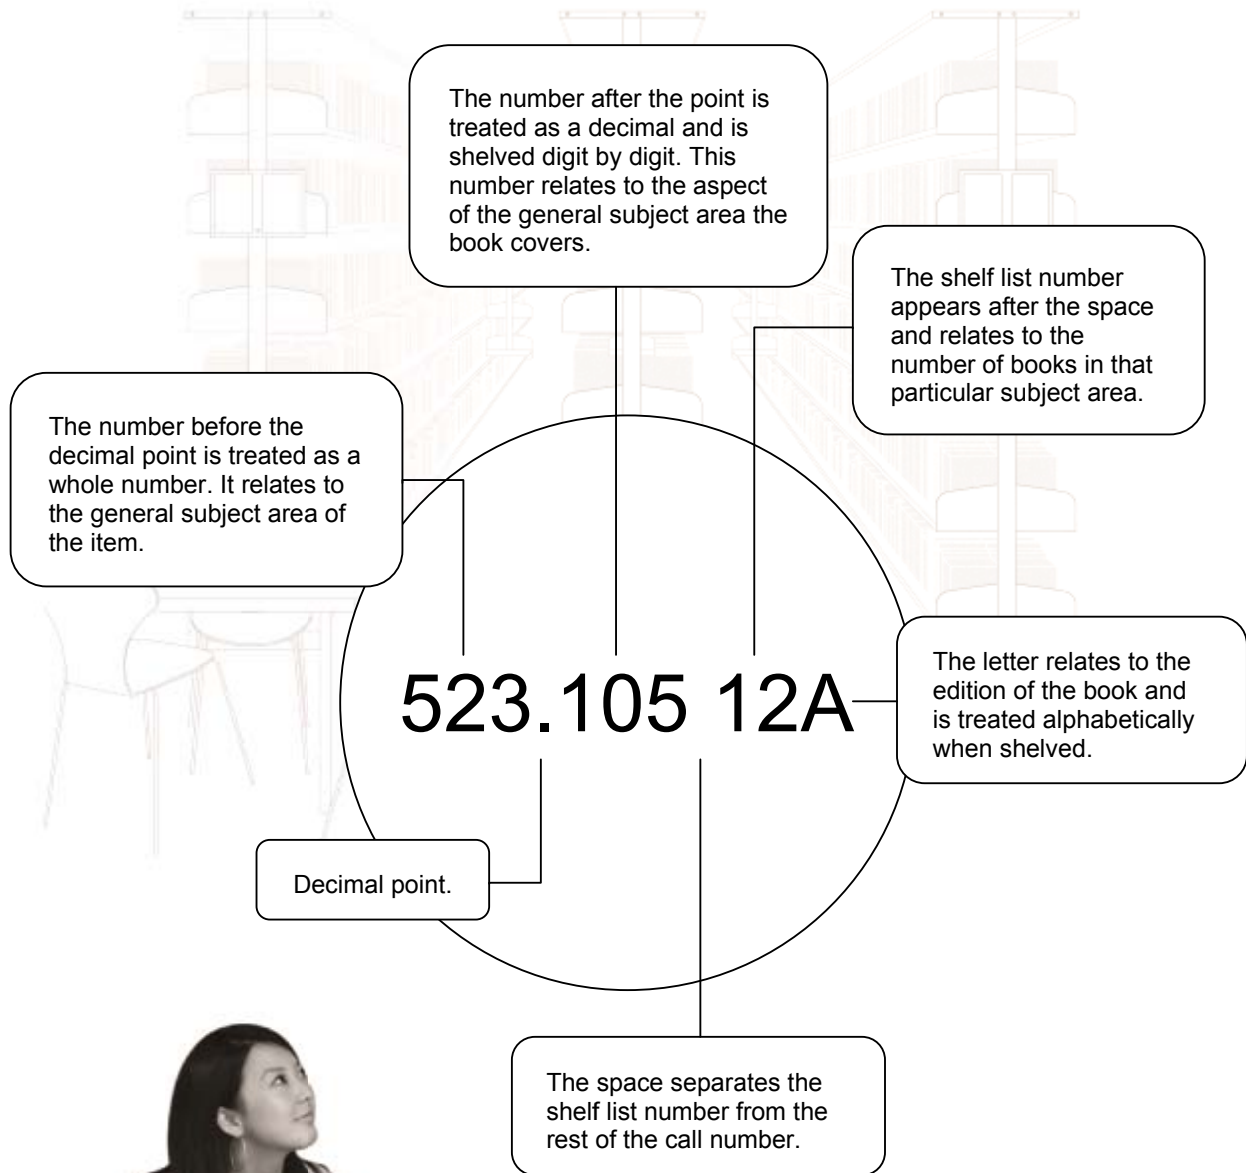 The number after the point is
treated as a decimal and is
shelved digit by digit. This
number relates to the aspect
of the general subject area the
book covers.
The shelf list number
appears after the space
and relates to the
number of books in that
particular subject area.
The number before the
decimal point is treated as a
whole number. It relates to
the general subject area of
the item.
523.105 12A
The letter relates to the
edition of the book and
is treated alphabetically
when shelved.
Decimal point.
The space separates the
shelf list number from the
rest of the call number.